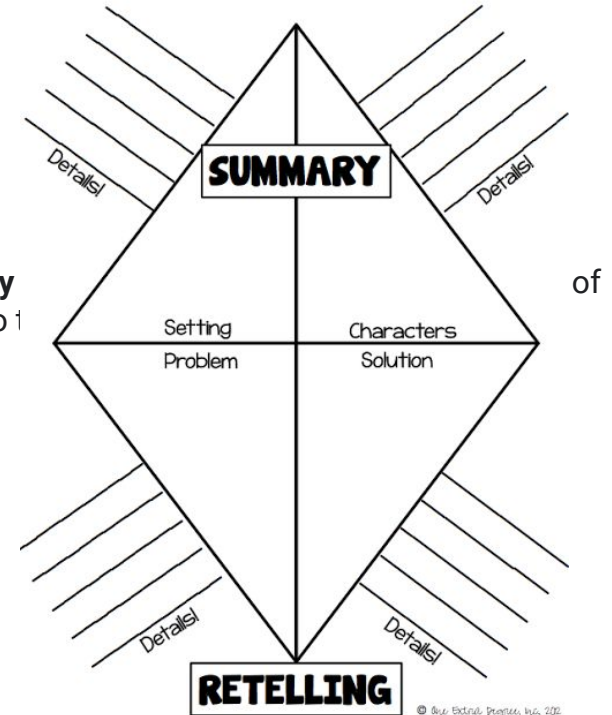 Details!
Details!
SUMMARY
y of
Setting Characters
Problem Solution
Details!
Details!
RETELLING
© One Extra Degree, Inc. 2012